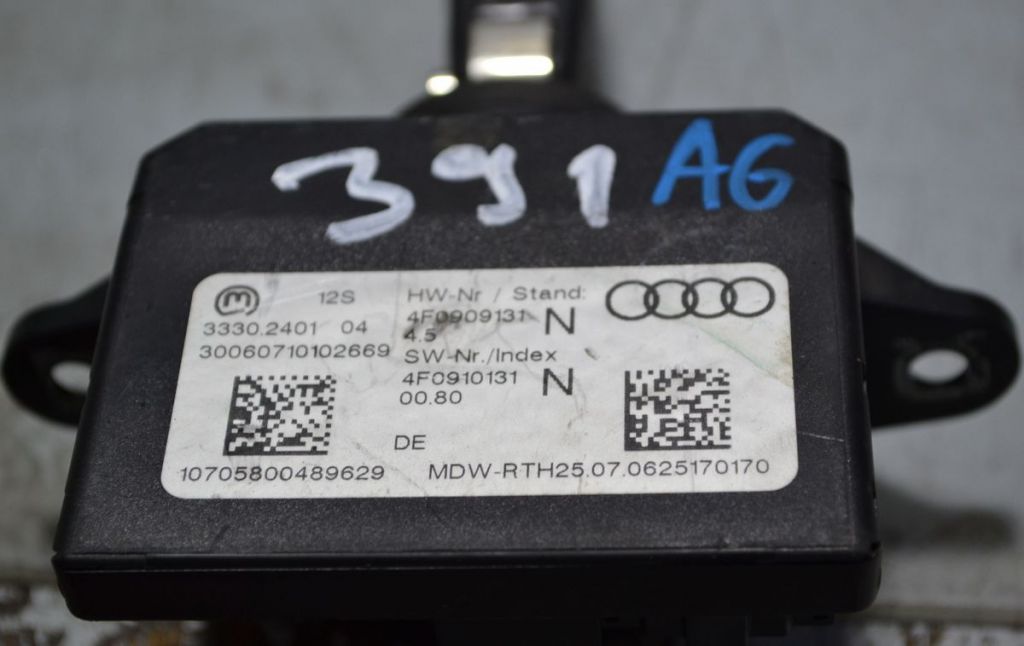 391 A6
12S
3330.2401 04
30060710102669
HW-Nr / Stand:
4F0909131 N
4.5
SW-Nr./Index
4F0910131 N
00.80
DE
10705800489629
MDW-RTH25.07.0625170170